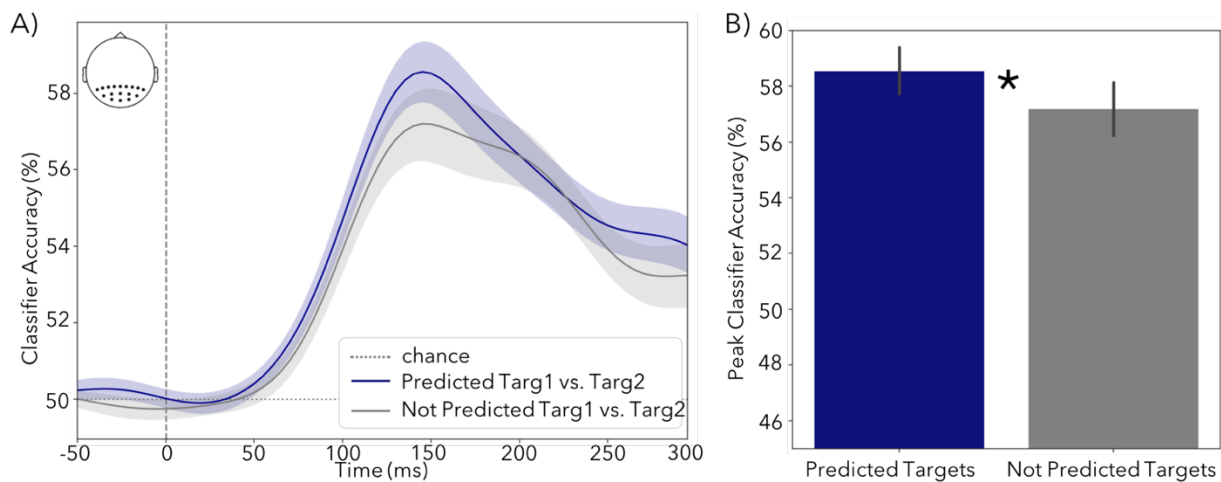 A)
Classifier Accuracy (%)
58
56
54
52
50
-50 0 50 100 150 200 250 300
Time (ms)
chance
Predicted Targ1 vs. Targ2
Not Predicted Targ1 vs. Targ2
B)
Peak Classifier Accuracy (%)
60
58
56
54
52
50
48
46
*
Predicted Targets Not Predicted Targets